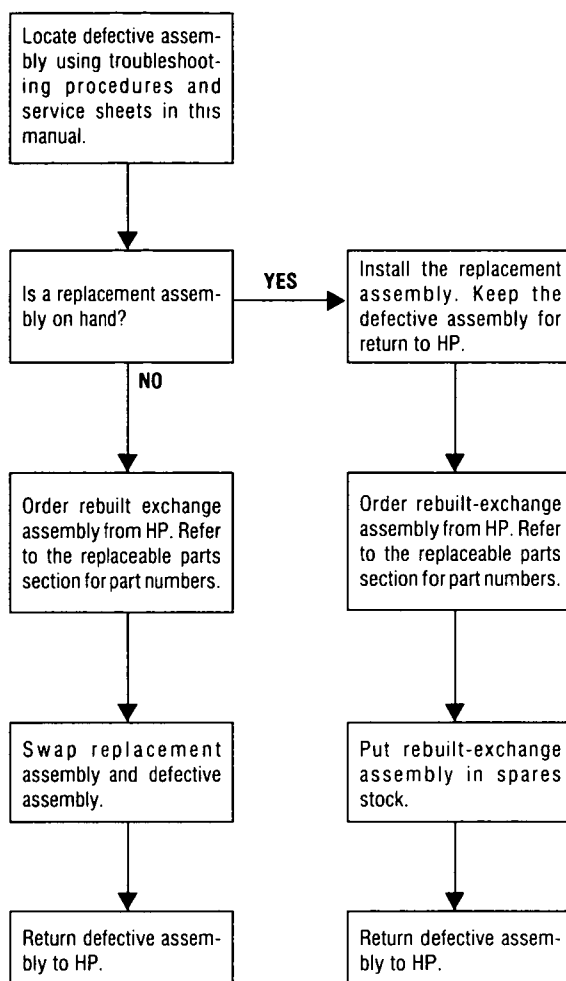 Locate defective assem-
bly using troubleshoot-
ing procedures and
service sheets in this
manual.
Is a replacement assem-
bly on hand?
YES
Install the replacement
assembly. Keep the
defective assembly for
return to HP.
NO
Order rebuilt exchange
assembly from HP. Refer
to the replaceable parts
section for part numbers.
Order rebuilt-exchange
assembly from HP. Refer
to the replaceable parts
section for part numbers.
Swap replacement
assembly and defective
assembly.
Put rebuilt-exchange
assembly in spares
stock.
Return defective assem-
bly to HP.
Return defective assem-
bly to HP.